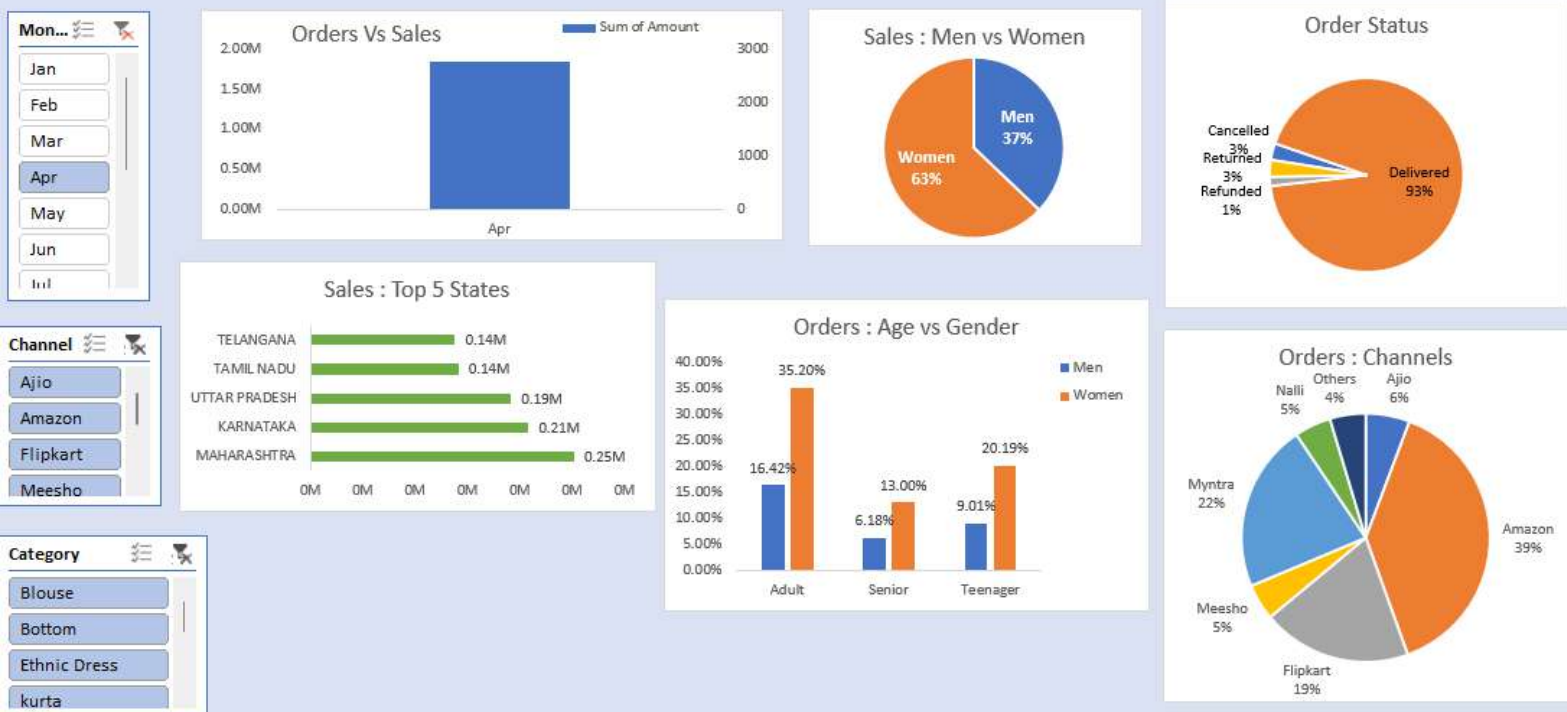 Mon...
Jan
Feb
Mar
Apr
May
Jun
Jul
Channel
Ajio
Amazon
Flipkart
Meesho
Category
Blouse
Bottom
Ethnic Dress
kurta
Orders Vs Sales
Sum of Amount
2.00M
1.50M
1.00M
0.50M
0.00M
3000
2000
1000
0
Apr
Sales : Men vs Women
Men
37%
Women
63%
Order Status
Cancelled
3%
Returned
3%
Refunded
1%
Delivered
93%
Sales : Top 5 States
TELANGANA
0.14M
TAMIL NADU
0.14M
UTTAR PRADESH
0.19M
KARNATAKA
0.21M
MAHARASHTRA
0.25M
0M 0M 0M 0M 0M 0M 0M
Orders : Age vs Gender
Men
Women
40.00%
35.00%
30.00%
25.00%
20.00%
15.00%
10.00%
5.00%
0.00%
16.42%
35.20%
6.18%
13.00%
9.01%
20.19%
Adult Senior Teenager
Orders : Channels
Ajio
6%
Amazon
39%
Flipkart
19%
Meesho
5%
Myntra
22%
Nalli
5%
Others
4%